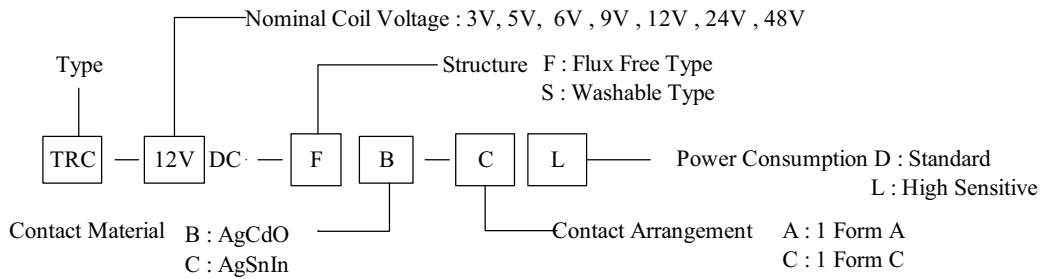 Nominal Coil Voltage : 3V, 5V, 6V , 9V , 12V , 24V , 48V
Type
Structure F : Flux Free Type
S : Washable Type
TRC 12V DC F B C L Power Consumption D : Standard
L : High Sensitive
Contact Material B : AgCdO Contact Arrangement A : 1 Form A
C : AgSnIn C : 1 Form C